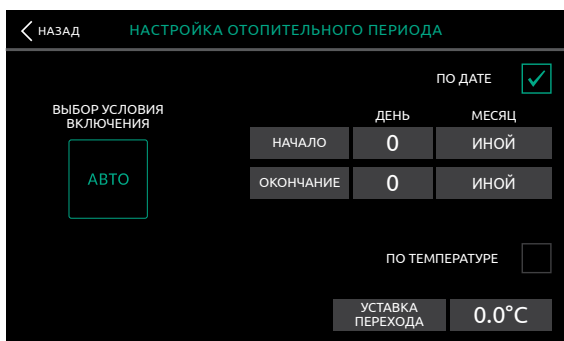 НАЗАД
НАСТРОЙКА ОТОПИТЕЛЬНОГО ПЕРИОДА
ПО ДАТЕ
ВЫБОР УСЛОВИЯ
ВКЛЮЧЕНИЯ
АВТО
ДЕНЬ МЕСЯЦ
НАЧАЛО 0 ИНОЙ
ОКОНЧАНИЕ 0 ИНОЙ
ПО ТЕМПЕРАТУРЕ
УСТАВКА
ПЕРЕХОДА
0.0°C